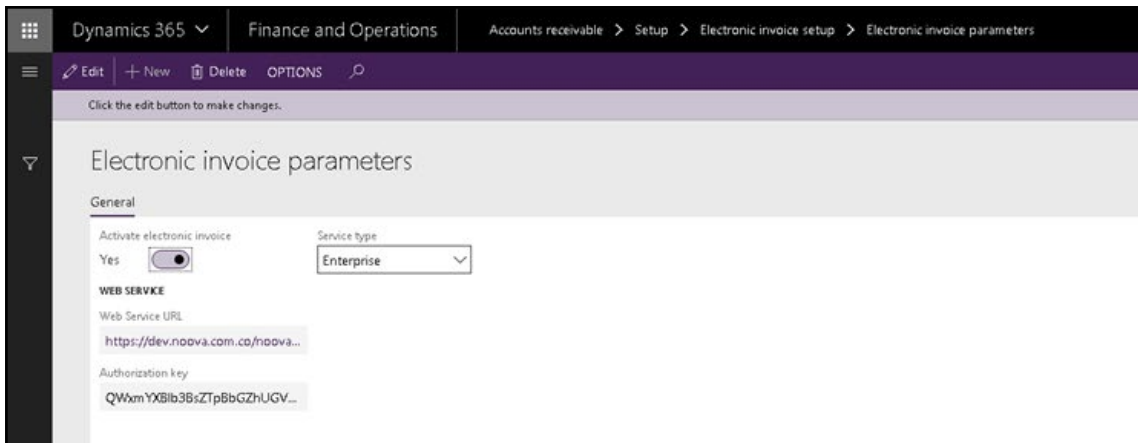 Dynamics 365 Finance and Operations Accounts receivable > Setup > Electronic invoice setup > Electronic invoice parameters
Edit + New Delete OPTIONS
Click the edit button to make changes.
Electronic invoice parameters
General
Activate electronic invoice Service type
Yes Enterprise
WEB SERVICE
Web Service URL
https://dev.noova.com.co/noova...
Authorization key
QWxmYXBlb3BsZTpBbGZhUGV...